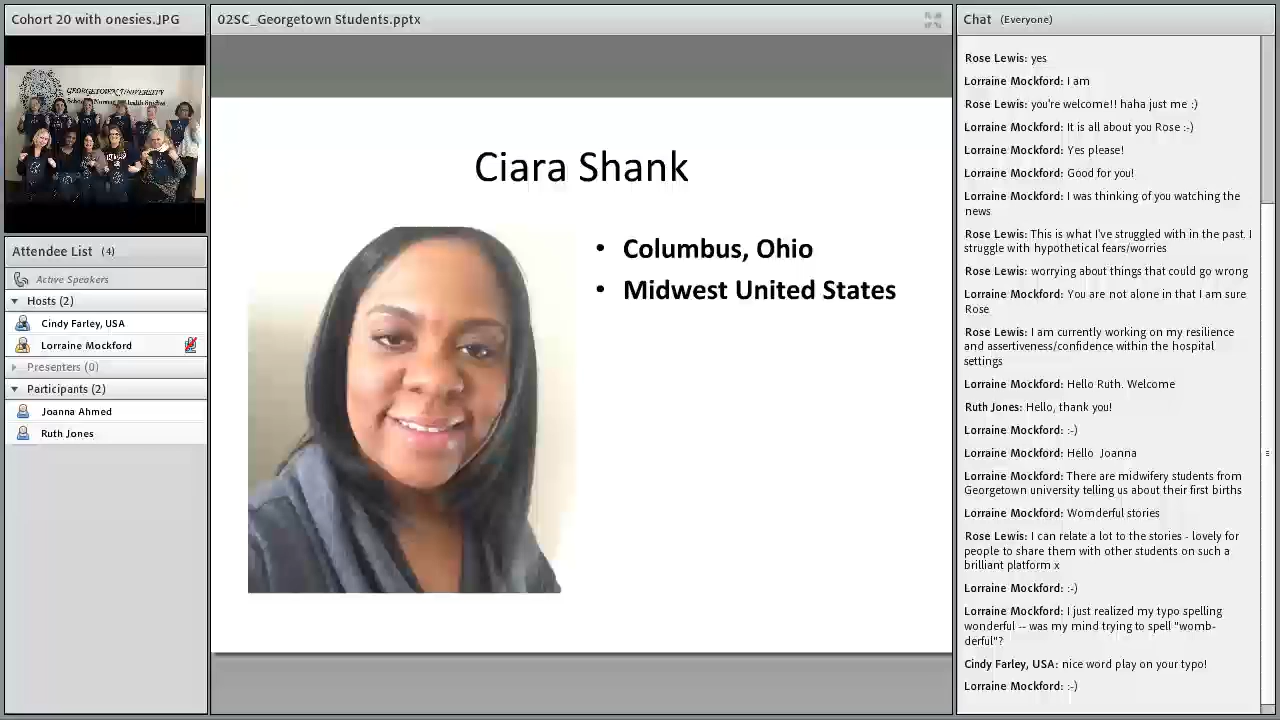 Cohort 20 with onesies.JPG
GEORGETOWN UNIVERSITY
Attendee List (4)
Active Speakers
Hosts (2)
Cindy Farley, USA
Lorraine Mockford
Presenters (0)
Participants (2)
Joanna Ahmed
Ruth Jones
02SC_Georgetown Students.pptx
Ciara Shank
• Columbus, Ohio
• Midwest United States
Chat (Everyone)
Rose Lewis: yes
Lorraine Mockford: I am
Rose Lewis: you're welcome!! haha just me :)
Lorraine Mockford: It is all about you Rose :-)
Lorraine Mockford: Yes please!
Lorraine Mockford: Good for you!
Lorraine Mockford: I was thinking of you watching the
news
Rose Lewis: This is what I've struggled with in the past. I
struggle with hypothetical fears/worries
Rose Lewis: worrying about things that could go wrong
Lorraine Mockford: You are not alone in that I am sure
Rose
Rose Lewis: I am currently working on my resilience
and assertiveness/confidence within the hospital
settings
Lorraine Mockford: Hello Ruth. Welcome
Ruth Jones: Hello, thank you!
Lorraine Mockford: :-)
Lorraine Mockford: Hello Joanna
Lorraine Mockford: There are midwifery students from
Georgetown university telling us about their first births
Lorraine Mockford: Womderful stories
Rose Lewis: I can relate a lot to the stories - lovely for
people to share them with other students on such a
brilliant platform x
Lorraine Mockford: :-)
Lorraine Mockford: I just realized my typo spelling
wonderful -- was my mind trying to spell "womb-
derful"?
Cindy Farley, USA: nice word play on your typo!
Lorraine Mockford: :-)